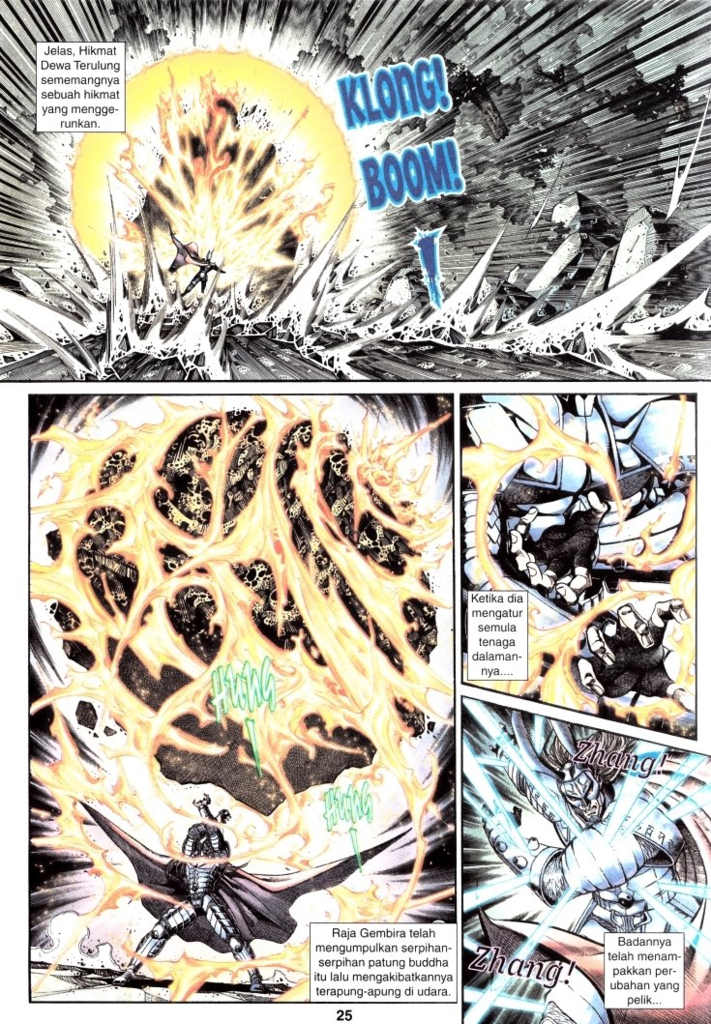 Jelas, Hikmat
Dewa Terulung
sememangnya
sebuah hikmat
yang mengge-
runkan.
KLONG!
BOOM!
!
HUNG
!
HUNG
!
Raja Gembira telah
mengumpulkan serpihan-
serpihan patung buddha
itu lalu mengakibatkannya
terapung-apung di udara.
Ketika dia
mengatur
semula
tenaga
dalaman-
nya....
Zhang!
Zhang!
Badannya
telah menam-
pakkan per-
ubahan yang
pelik...
25